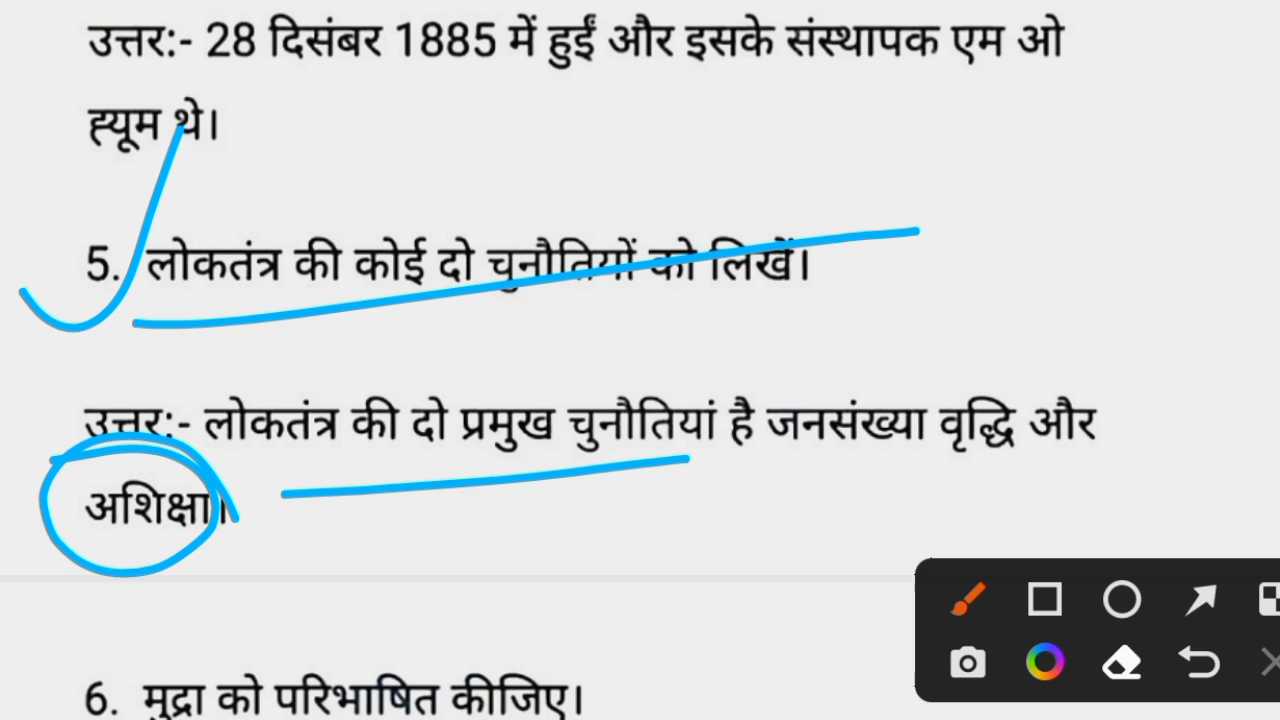 उत्तर:- 28 दिसंबर 1885 में हुईं और इसके संस्थापक एम ओ
ह्यूम थे।
5. लोकतंत्र की कोई दो चुनौतियों को लिखें।
उत्तर:- लोकतंत्र की दो प्रमुख चुनौतियां है जनसंख्या वृद्धि और
अशिक्षा।
6. मुद्रा को परिभाषित कीजिए।